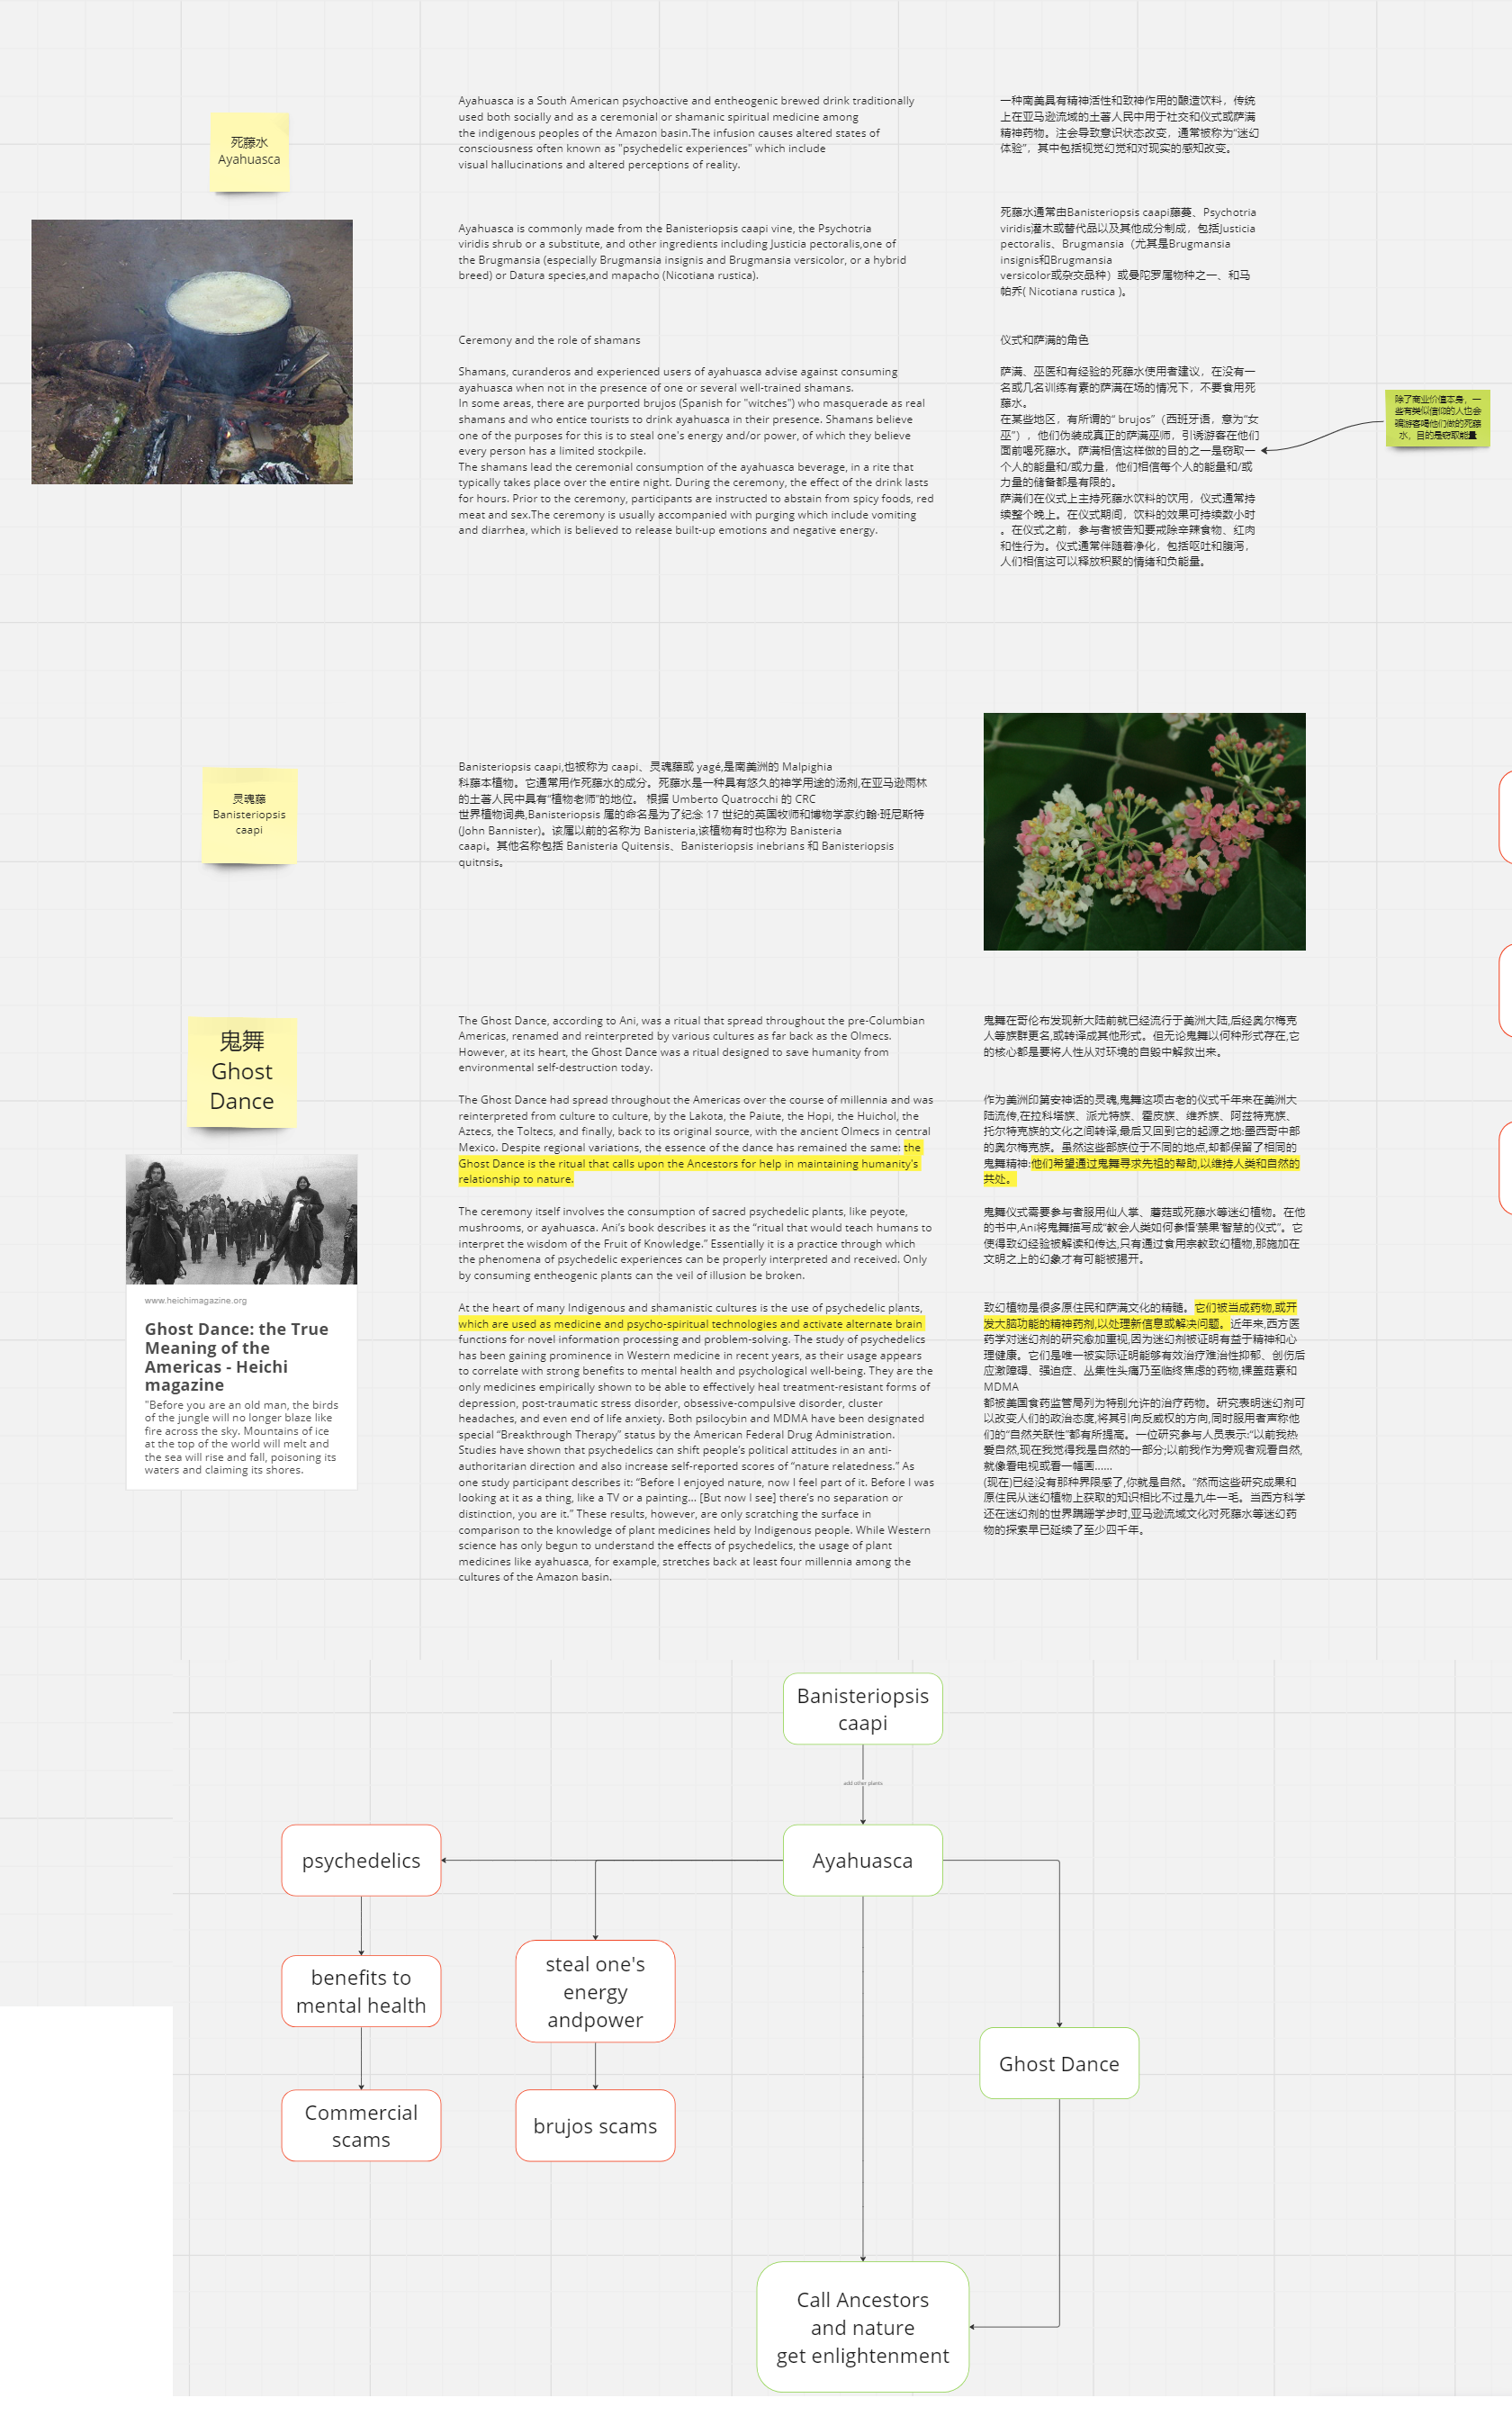 死藤水
Ayahuasca
Ayahuasca is a South American psychoactive and entheogenic brewed drink traditionally
used both socially and as a ceremonial or shamanic spiritual medicine among
the indigenous peoples of the Amazon basin.The infusion causes altered states of
consciousness often known as "psychedelic experiences" which include
visual hallucinations and altered perceptions of reality.
Ayahuasca is commonly made from the Banisteriopsis caapi vine, the Psychotria
viridis shrub or a substitute, and other ingredients including Justicia pectoralis,one of
the Brugmansia (especially Brugmansia insignis and Brugmansia versicolor, or a hybrid
breed) or Datura species,and mapacho (Nicotiana rustica).
Ceremony and the role of shamans
Shamans, curanderos and experienced users of ayahuasca advise against consuming
ayahuasca when not in the presence of one or several well-trained shamans.
In some areas, there are purported brujos (Spanish for "witches") who masquerade as real
shamans and who entice tourists to drink ayahuasca in their presence. Shamans believe
one of the purposes for this is to steal one's energy and/or power, of which they believe
every person has a limited stockpile.
The shamans lead the ceremonial consumption of the ayahuasca beverage, in a rite that
typically takes place over the entire night. During the ceremony, the effect of the drink lasts
for hours. Prior to the ceremony, participants are instructed to abstain from spicy foods, red
meat and sex.The ceremony is usually accompanied with purging which include vomiting
and diarrhea, which is believed to release built-up emotions and negative energy.
一种南美具有精神活性和致神作用的酿造饮料，传统
上在亚马逊流域的土著人民中用于社交和仪式或萨满
精神药物。注会导致意识状态改变，通常被称为“迷幻
体验”，其中包括视觉幻觉和对现实的感知改变。
死藤水通常由Banisteriopsis caapi藤蔓、Psychotria
viridis灌木或替代品以及其他成分制成，包括Justicia
pectoralis、Brugmansia（尤其是Brugmansia
insignis和Brugmansia
versicolor或杂交品种）或曼陀罗属物种之一、和马
帕乔( Nicotiana rustica )。
仪式和萨满的角色
萨满、巫医和有经验的死藤水使用者建议，在没有一
名或几名训练有素的萨满在场的情况下，不要食用死
藤水。
在某些地区，有所谓的“ brujos”（西班牙语，意为“女
巫”），他们伪装成真正的萨满巫师，引诱游客在他们
面前喝死藤水。萨满相信这样做的目的之一是窃取一
个人的能量和/或力量，他们相信每个人的能量和/或
力量的储备都是有限的。
萨满们在仪式上主持死藤水饮料的饮用，仪式通常持
续整个晚上。在仪式期间，饮料的效果可持续数小时
。在仪式之前，参与者被告知要戒除辛辣食物、红肉
和性行为。仪式通常伴随着净化，包括呕吐和腹泻，
人们相信这可以释放积聚的情绪和负能量。
除了商业价值本身，一
些有类似信仰的人也会
调游客喝他们做的死藤
水，目的是窃取能量
灵魂藤
Banisteriopsis
caapi
Banisteriopsis caapi,也被称为 caapi、灵魂藤或 yagé,是南美洲的 Malpighia
科藤本植物。它通常用作死藤水的成分。死藤水是一种具有悠久的神学用途的汤剂,在亚马逊雨林
的土著人民中具有“植物老师”的地位。 根据 Umberto Quatrocchi 的 CRC
世界植物词典,Banisteriopsis 属的命名是为了纪念 17 世纪的英国牧师和博物学家约翰·班尼斯特
(John Bannister)。该属以前的名称为 Banisteria,该植物有时也称为 Banisteria
caapi。其他名称包括 Banisteria Quitensis、Banisteriopsis inebrians 和 Banisteriopsis
quitnsis。
鬼舞
Ghost
Dance
www.heichimagazine.org
Ghost Dance: the True
Meaning of the
Americas - Heichi
magazine
"Before you are an old man, the birds
of the jungle will no longer blaze like
fire across the sky. Mountains of ice
at the top of the world will melt and
the sea will rise and fall, poisoning its
waters and claiming its shores.
The Ghost Dance, according to Ani, was a ritual that spread throughout the pre-Columbian
Americas, renamed and reinterpreted by various cultures as far back as the Olmecs.
However, at its heart, the Ghost Dance was a ritual designed to save humanity from
environmental self-destruction today.
The Ghost Dance had spread throughout the Americas over the course of millennia and was
reinterpreted from culture to culture, by the Lakota, the Paiute, the Hopi, the Huichol, the
Aztecs, the Toltecs, and finally, back to its original source, with the ancient Olmecs in central
Mexico. Despite regional variations, the essence of the dance has remained the same: the
Ghost Dance is the ritual that calls upon the Ancestors for help in maintaining humanity's
relationship to nature.
The ceremony itself involves the consumption of sacred psychedelic plants, like peyote,
mushrooms, or ayahuasca. Ani’s book describes it as the “ritual that would teach humans to
interpret the wisdom of the Fruit of Knowledge.” Essentially it is a practice through which
the phenomena of psychedelic experiences can be properly interpreted and received. Only
by consuming entheogenic plants can the veil of illusion be broken.
At the heart of many Indigenous and shamanistic cultures is the use of psychedelic plants,
which are used as medicine and psycho-spiritual technologies and activate alternate brain
functions for novel information processing and problem-solving. The study of psychedelics
has been gaining prominence in Western medicine in recent years, as their usage appears
to correlate with strong benefits to mental health and psychological well-being. They are the
only medicines empirically shown to be able to effectively heal treatment-resistant forms of
depression, post-traumatic stress disorder, obsessive-compulsive disorder, cluster
headaches, and even end of life anxiety. Both psilocybin and MDMA have been designated
special “Breakthrough Therapy” status by the American Federal Drug Administration.
Studies have shown that psychedelics can shift people’s political attitudes in an anti-
authoritarian direction and also increase self-reported scores of “nature relatedness.” As
one study participant describes it: “Before I enjoyed nature, now I feel part of it. Before I was
looking at it as a thing, like a TV or a painting... [But now I see] there’s no separation or
distinction, you are it.” These results, however, are only scratching the surface in
comparison to the knowledge of plant medicines held by Indigenous people. While Western
science has only begun to understand the effects of psychedelics, the usage of plant
medicines like ayahuasca, for example, stretches back at least four millennia among the
cultures of the Amazon basin.
鬼舞在哥伦布发现新大陆前就已经流行于美洲大陆,后经奥尔梅克
人等族群更名,或转译成其他形式。但无论鬼舞以何种形式存在,它
的核心都是要将人性从对环境的自毁中解救出来。
作为美洲印第安神话的灵魂,鬼舞这项古老的仪式千年来在美洲大
陆流传,在拉科塔族、派尤特族、霍皮族、维乔族、阿兹特克族、
托尔特克族的文化之间转译,最后又回到它的起源之地:墨西哥中部
的奥尔梅克族。虽然这些部族位于不同的地点,却都保留了相同的
鬼舞精神:他们希望通过鬼舞寻求先祖的帮助,以维持人类和自然的
共处。
鬼舞仪式需要参与者服用仙人掌、蘑菇或死藤水等迷幻植物。在他
的书中,Ani将鬼舞描写成“教会人类如何参悟‘禁果’智慧的仪式”。它
使得致幻经验被解读和传达,只有通过食用宗教致幻植物,那施加在
文明之上的幻象才有可能被揭开。
致幻植物是很多原住民和萨满文化的精髓。它们被当成药物,或开
发大脑功能的精神药剂,以处理新信息或解决问题。近年来,西方医
药学对迷幻剂的研究愈加重视,因为迷幻剂被证明有益于精神和心
理健康。它们是唯一被实际证明能够有效治疗难治性抑郁、创伤后
应激障碍、强迫症、丛集性头痛乃至临终焦虑的药物,裸盖菇素和
MDMA
都被美国食药监管局列为特别允许的治疗药物。研究表明迷幻剂可
以改变人们的政治态度,将其引向反威权的方向,同时服用者声称他
们的“自然关联性”都有所提高。一位研究参与人员表示:“以前我热
爱自然,现在我觉得我是自然的一部分;以前我作为旁观者观看自然,
就像看电视或看一幅画……
(现在)已经没有那种界限感了,你就是自然。”然而这些研究成果和
原住民从迷幻植物上获取的知识相比不过是九牛一毛。当西方科学
还在迷幻剂的世界蹒跚学步时,亚马逊流域文化对死藤水等迷幻药
物的探索早已延续了至少四千年。
Banisteriopsis
caapi
add other plants
psychedelics
Ayahuasca
benefits to
mental health
steal one's
energy
andpower
Ghost Dance
Commercial
scams
brujos scams
Call Ancestors
and nature
get enlightenment